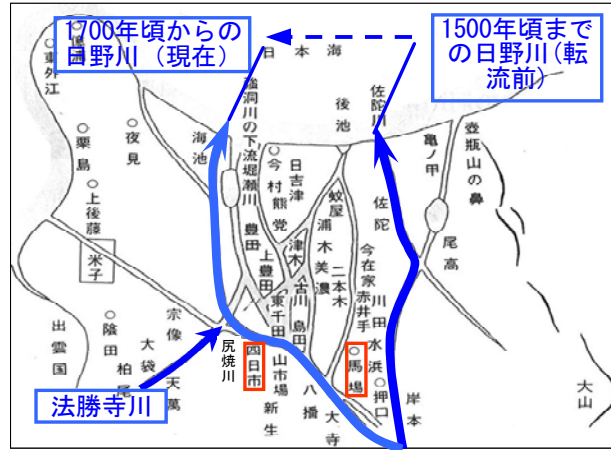 1700年頃からの
日野川（現在）
1500年頃まで
の日野川（転
流前）
日本海
○東外江
○粟島
○夜見
○上後藤
米子
海池
強洞川の下流堀瀬川
○今村熊党
日吉津
後池
佐陀川
亀ノ甲
壺瓶山の鼻
蚊屋
浦木
美濃
二本木
佐陀
今在家
赤井手
尾高
豊田
上豊田
津木
古川
島田
東千田
川田
水浜
○押口
岸本
大山
出雲国
○陰田
柏尾
大袋
宗像
天萬
尻焼川
四日市
山市場
新生
八播
大寺
○馬場
法勝寺川